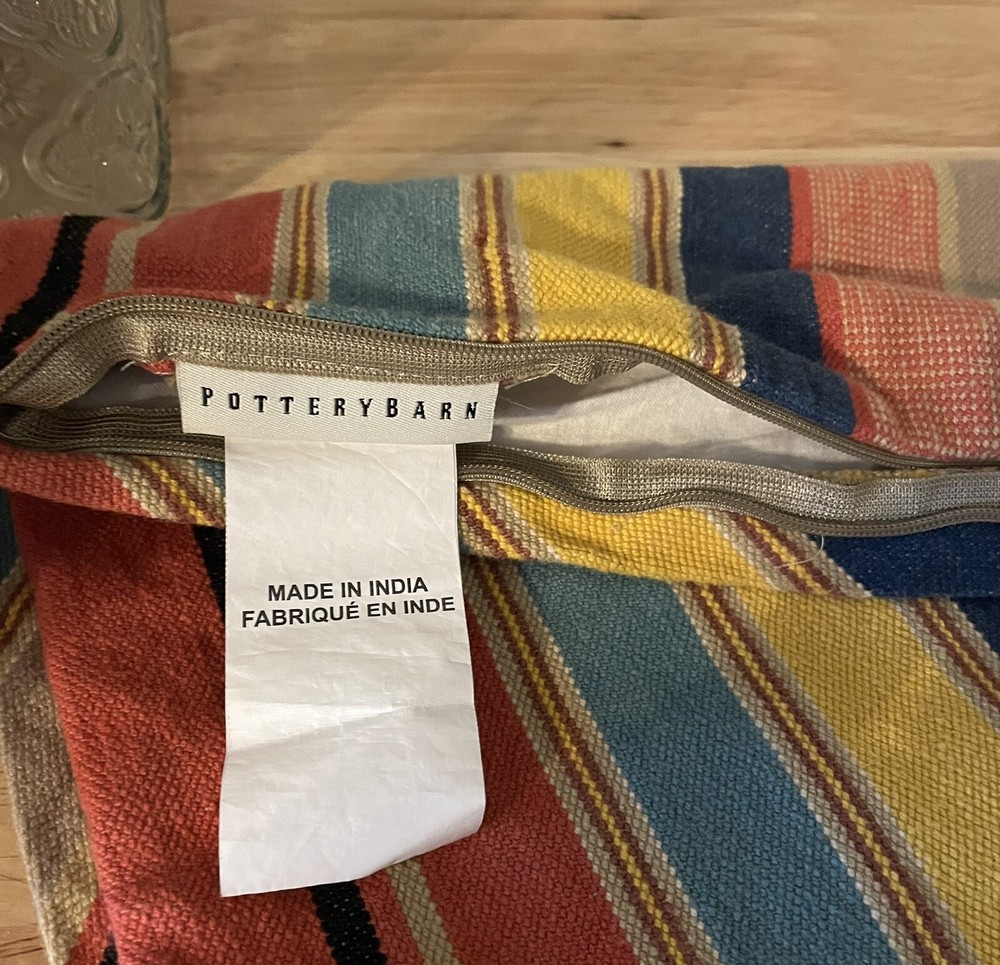 POTTERYBARN
MADE IN INDIA
FABRIQUÉ EN INDE